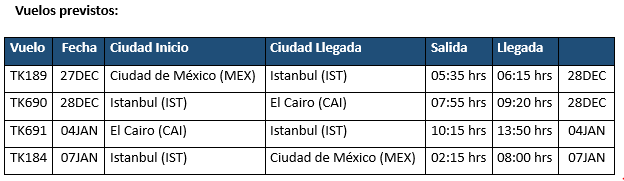 Vuelos previstos:
Vuelo Fecha Ciudad Inicio Ciudad Llegada Salida Llegada
TK189 27DEC Ciudad de México (MEX) Istanbul (IST) 05:35 hrs 06:15 hrs 28DEC
TK690 28DEC Istanbul (IST) El Cairo (CAI) 07:55 hrs 09:20 hrs 28DEC
TK691 04JAN El Cairo (CAI) Istanbul (IST) 10:15 hrs 13:50 hrs 04JAN
TK184 07JAN Istanbul (IST) Ciudad de México (MEX) 02:15 hrs 08:00 hrs 07JAN